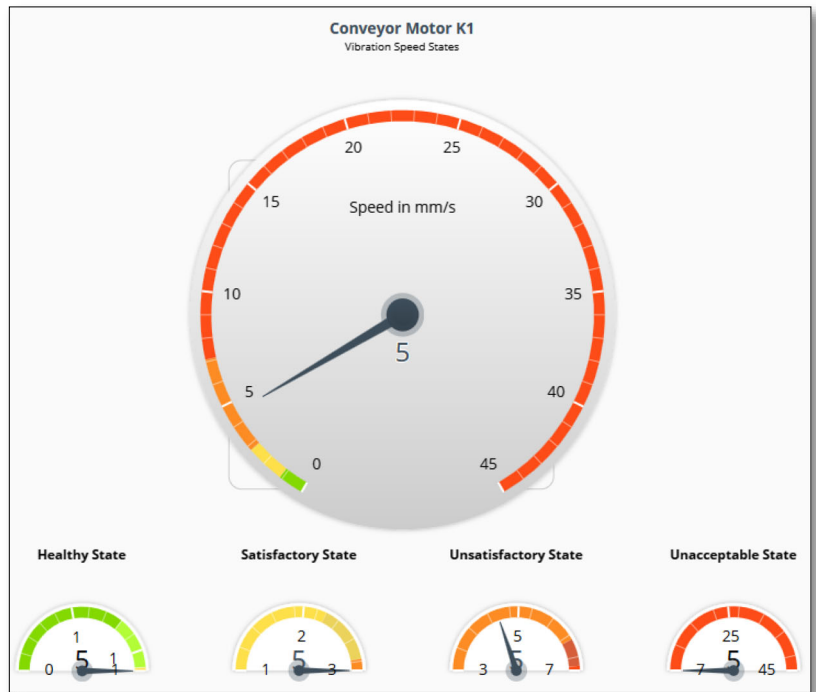 Conveyor Motor K1
Vibration Speed States
20 25
15 30
Speed in mm/s
10 35
5
5 40
0 45
Healthy State Satisfactory State Unsatisfactory State Unacceptable State
1 2 5 25
0 5 1 1 1 5 3 3 5 7 7 5 45